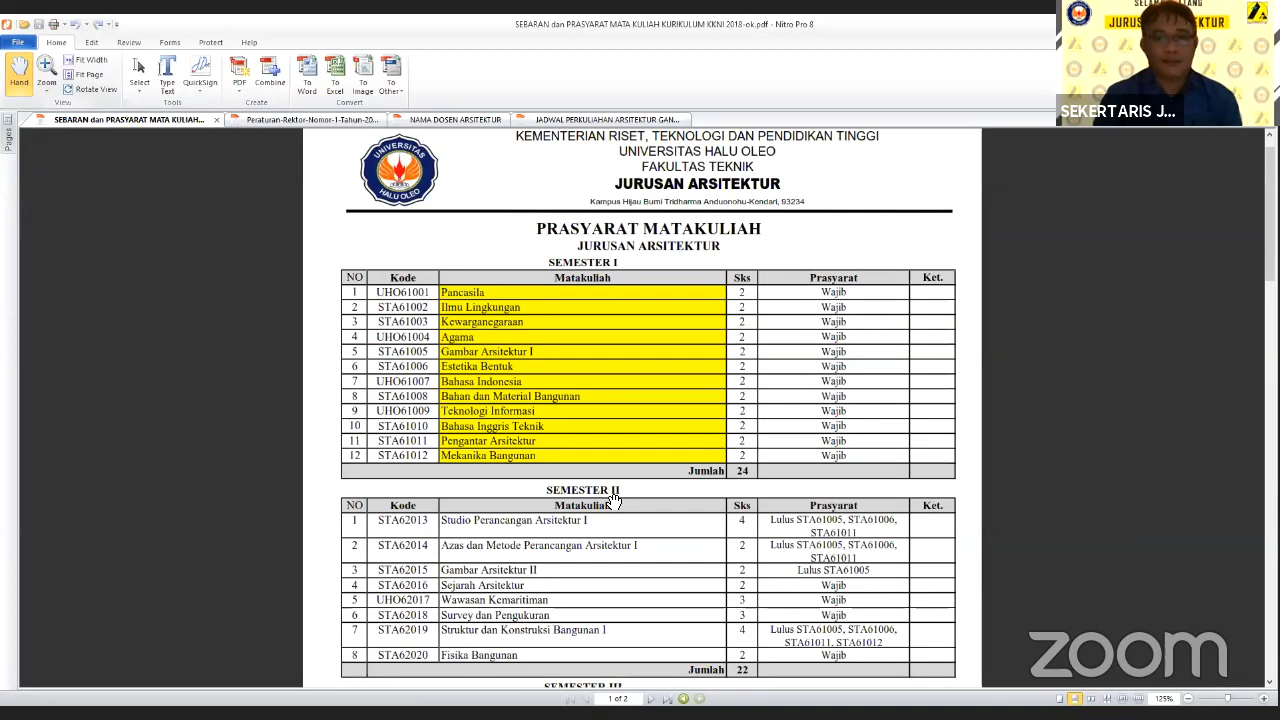 SEBARAN dan PRASYARAT MATA KULIAH KURIKULUM KKNI 2018-ok.pdf - Nitro Pro 8
File Home Edit Review Forms Protect Help
Hand Zoom Fit Width Fit Page Rotate View Select Type Text QuickSign PDF Combine To Word To Excel To Image To Other
View Tools Create Convert
JURUSAN ARSITEKTUR
SEKERTARIS J...
SEBARAN dan PRASYARAT MATA KULIAH... Peraturan-Rektor-Nomor-1-Tahun-20... NAMA DOSEN ARSITEKTUR JADWAL PERKULIAHAN ARSITEKTUR GAN...
Pages
UNIVERSITAS HALU OLEO
KEMENTERIAN RISET, TEKNOLOGI DAN PENDIDIKAN TINGGI
UNIVERSITAS HALU OLEO
FAKULTAS TEKNIK
JURUSAN ARSITEKTUR
Kampus Hijau Bumi Tridharma Anduonohu-Kendari, 93234
PRASYARAT MATAKULIAH
JURUSAN ARSITEKTUR
SEMESTER I
NO Kode Matakuliah Sks Prasyarat Ket.
1 UHO61001 Pancasila 2 Wajib
2 STA61002 Ilmu Lingkungan 2 Wajib
3 STA61003 Kewarganegaraan 2 Wajib
4 UHO61004 Agama 2 Wajib
5 STA61005 Gambar Arsitektur I 2 Wajib
6 STA61006 Estetika Bentuk 2 Wajib
7 UHO61007 Bahasa Indonesia 2 Wajib
8 STA61008 Bahan dan Material Bangunan 2 Wajib
9 UHO61009 Teknologi Informasi 2 Wajib
10 STA61010 Bahasa Inggris Teknik 2 Wajib
11 STA61011 Pengantar Arsitektur 2 Wajib
12 STA61012 Mekanika Bangunan 2 Wajib
Jumlah 24
SEMESTER II
NO Kode Matakuliah Sks Prasyarat Ket.
1 STA62013 Studio Perancangan Arsitektur I 4 Lulus STA61005, STA61006,
STA61011
2 STA62014 Azas dan Metode Perancangan Arsitektur I 2 Lulus STA61005, STA61006,
STA61011
3 STA62015 Gambar Arsitektur II 2 Lulus STA61005
4 STA62016 Sejarah Arsitektur 2 Wajib
5 UHO62017 Wawasan Kemaritiman 3 Wajib
6 STA62018 Survey dan Pengukuran 3 Wajib
7 STA62019 Struktur dan Konstruksi Bangunan I 4 Lulus STA61005, STA61006,
STA61011, STA61012
8 STA62020 Fisika Bangunan 2 Wajib
Jumlah 22
SEMESTER III
zoom
1 of 2
125%